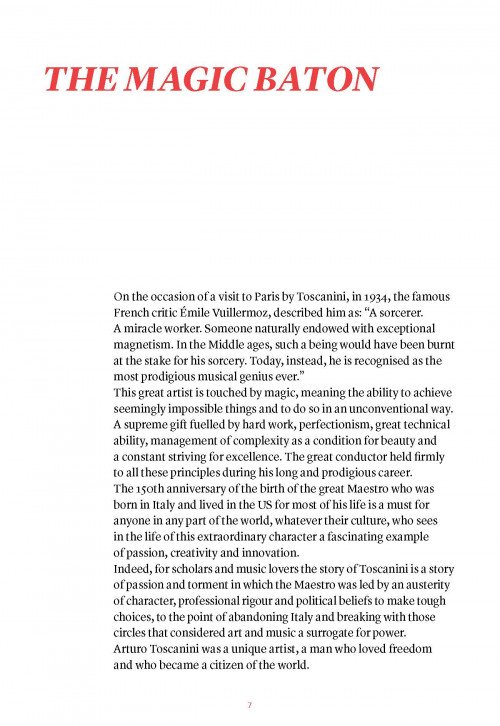 THE MAGIC BATON
On the occasion of a visit to Paris by Toscanini, in 1934, the famous
French critic Émile Vuillermoz, described him as: “A sorcerer.
A miracle worker. Someone naturally endowed with exceptional
magnetism. In the Middle ages, such a being would have been burnt
at the stake for his sorcery. Today, instead, he is recognised as the
most prodigious musical genius ever.”
This great artist is touched by magic, meaning the ability to achieve
seemingly impossible things and to do so in an unconventional way.
A supreme gift fuelled by hard work, perfectionism, great technical
ability, management of complexity as a condition for beauty and
a constant striving for excellence. The great conductor held firmly
to all these principles during his long and prodigious career.
The 150th anniversary of the birth of the great Maestro who was
born in Italy and lived in the US for most of his life is a must for
anyone in any part of the world, whatever their culture, who sees
in the life of this extraordinary character a fascinating example
of passion, creativity and innovation.
Indeed, for scholars and music lovers the story of Toscanini is a story
of passion and torment in which the Maestro was led by an austerity
of character, professional rigour and political beliefs to make tough
choices, to the point of abandoning Italy and breaking with those
circles that considered art and music a surrogate for power.
Arturo Toscanini was a unique artist, a man who loved freedom
and who became a citizen of the world.
7